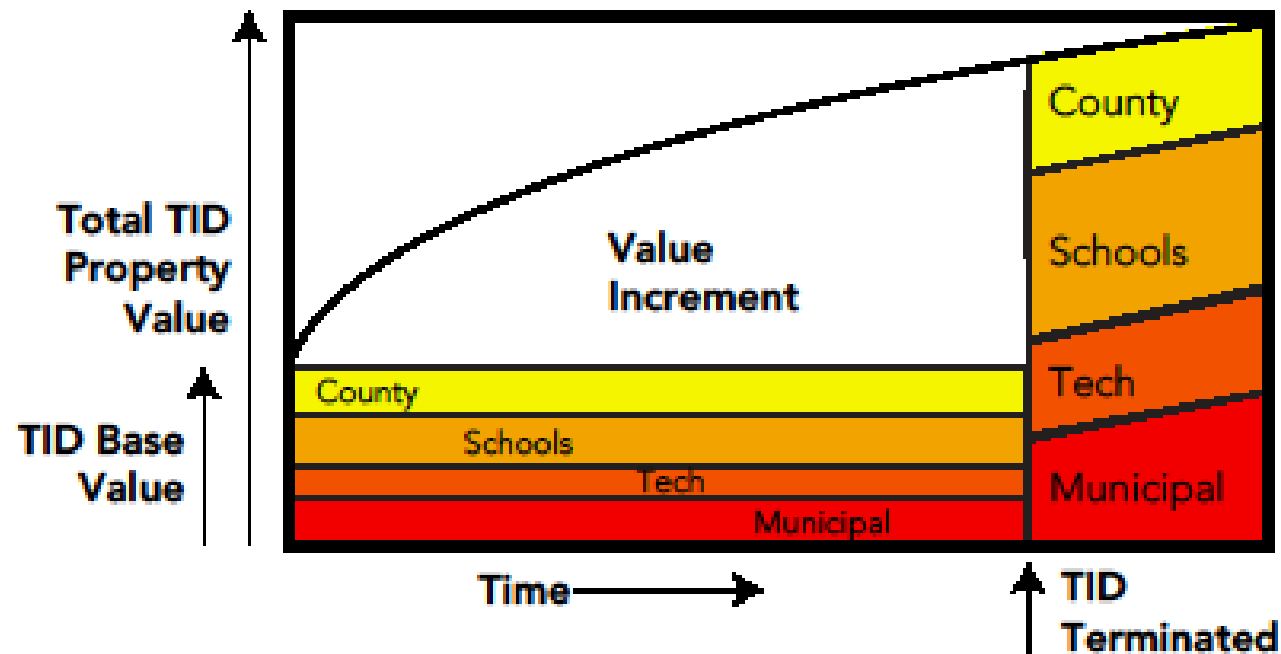 Total TID
Property
Value
TID Base
Value
Value
Increment
County
Schools
Tech
Municipal
County
Schools
Tech
Municipal
Time
TID
Terminated